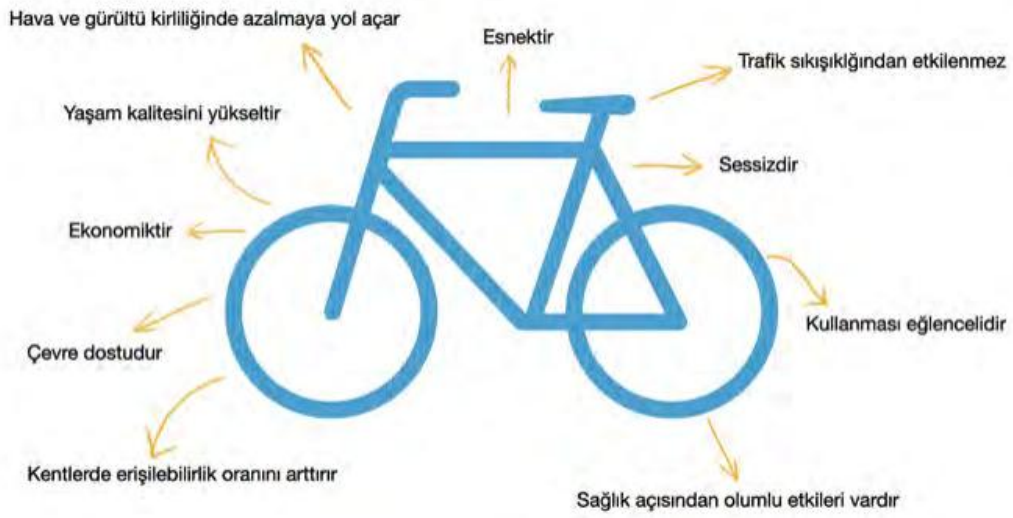 Hava ve gürültü kirliliğinde azalmaya yol açar
Esnektir
Trafik sıkışıklğından etkilenmez
Yaşam kalitesini yükseltir
Sessizdir
Ekonomiktir
Kullanması eğlencelidir
Çevre dostudur
Kentlerde erişilebilirlik oranını arttırır
Sağlık açısından olumlu etkileri vardır